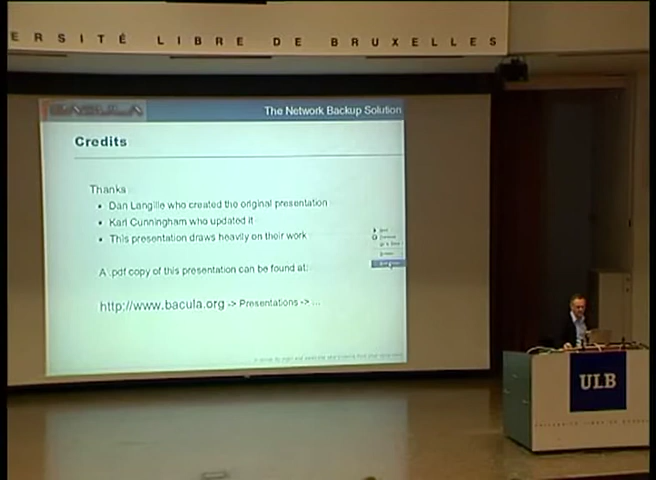 ERSITÉ LIBRE DE BRUXELLES
BACULA
The Network Backup Solution
Credits
Thanks
• Dan Langille who created the original presentation
• Karl Cunningham who updated it
• This presentation draws heavily on their work
A .pdf copy of this presentation can be found at:
http://www.bacula.org -> Presentations -> ...
ULB